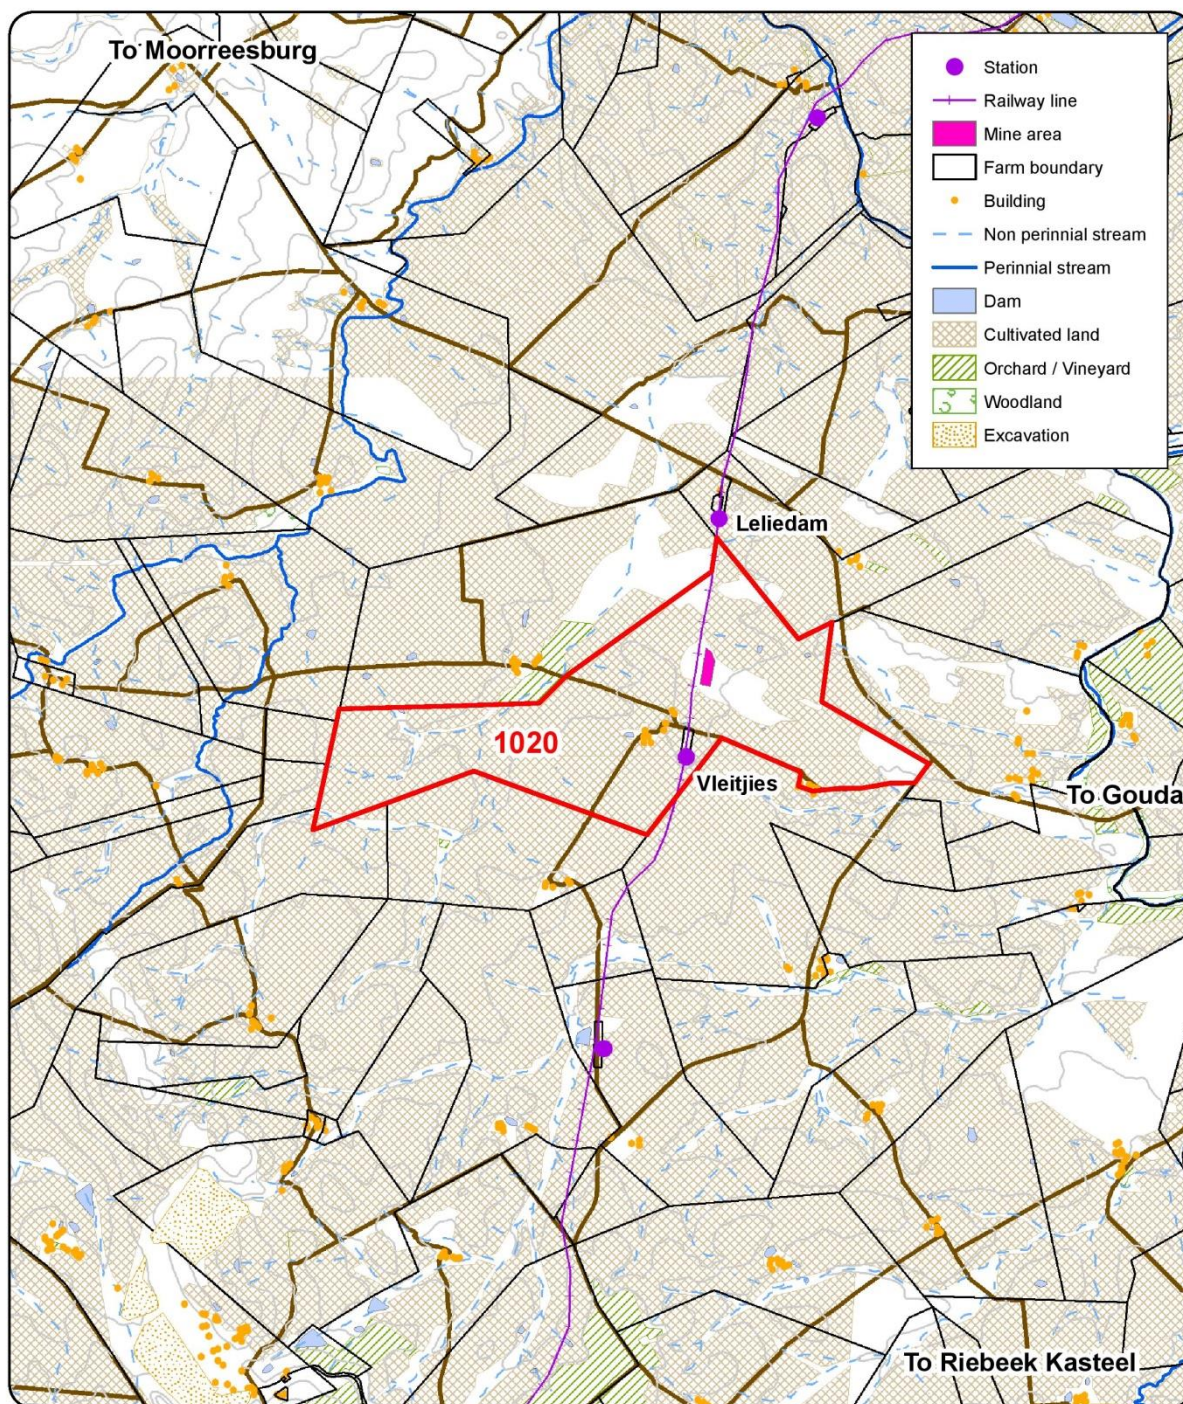 To Moorreesburg
Station
Railway line
Mine area
Farm boundary
Building
Non perinnial stream
Perinnial stream
Dam
Cultivated land
Orchard / Vineyard
Woodland
Excavation
Leliedam
1020
Vleitjies
To Gouda
To Riebeek Kasteel